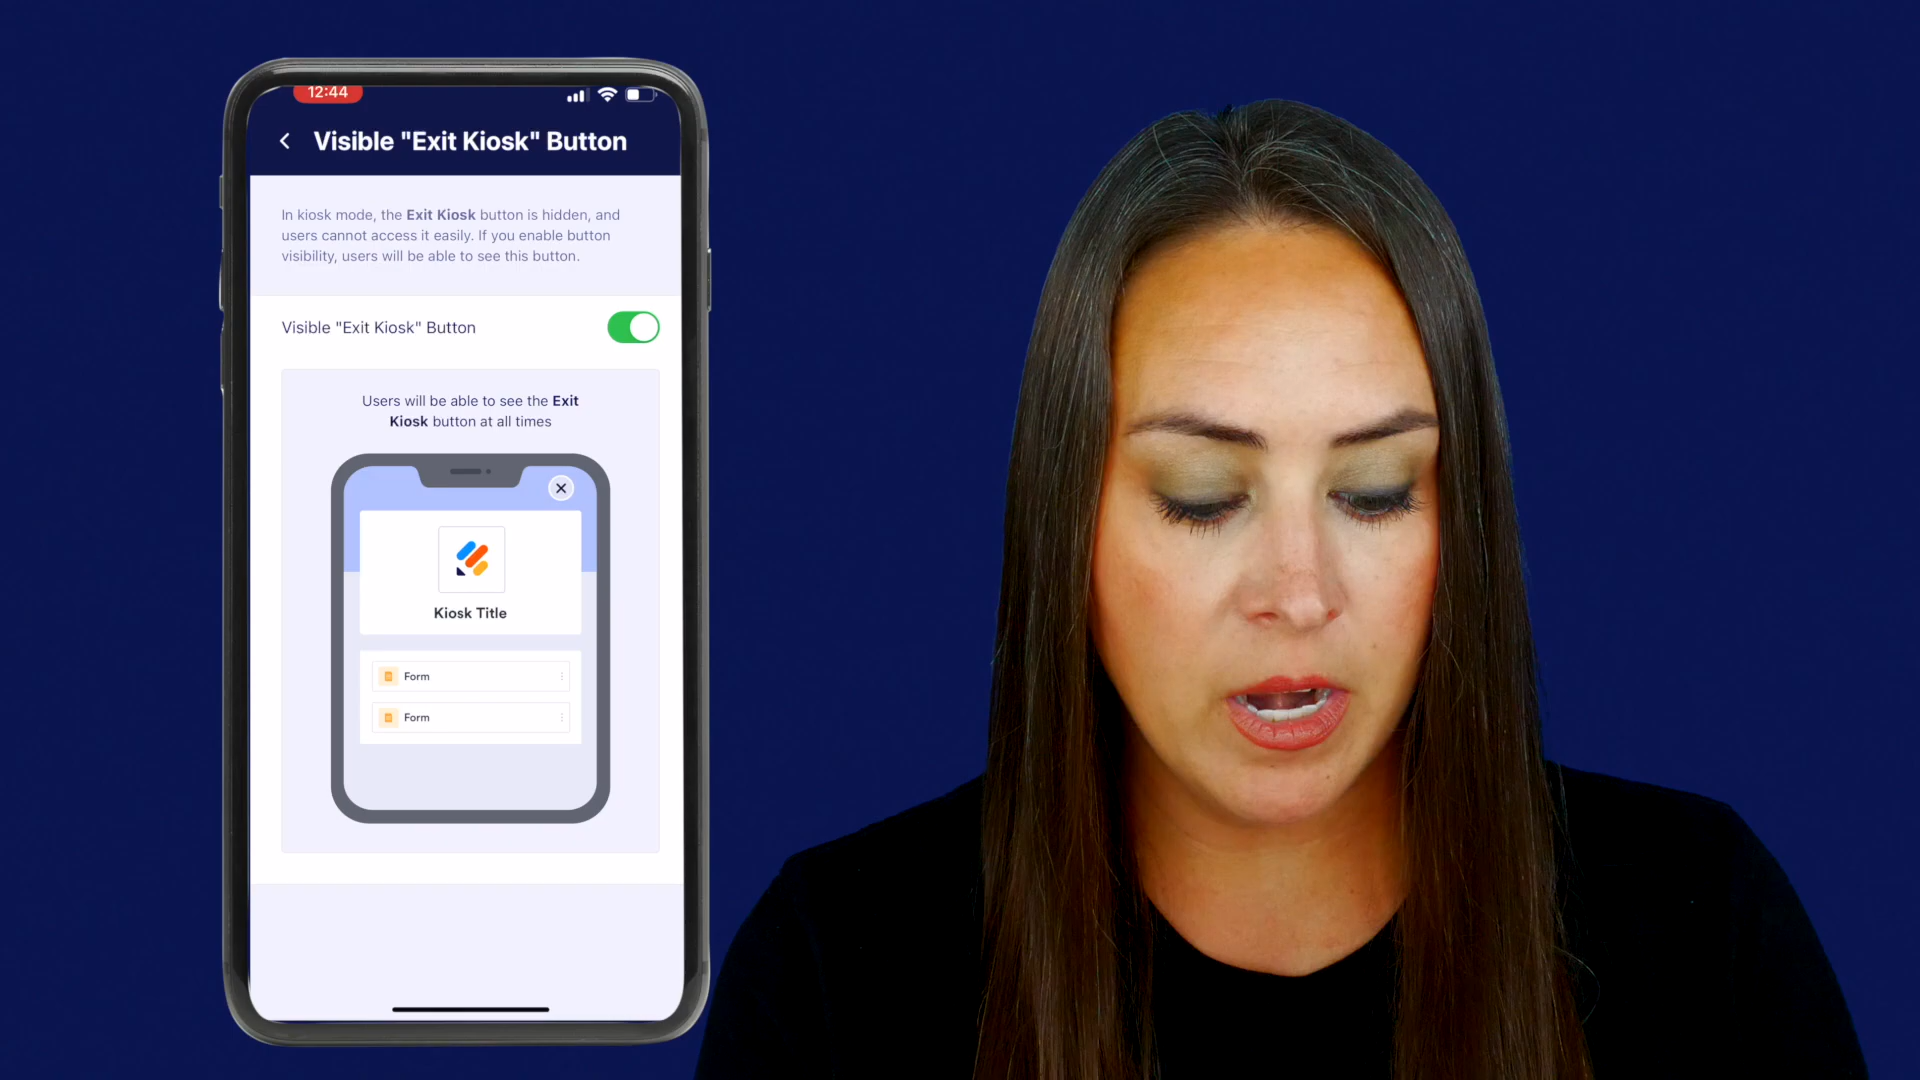 12:44
Visible "Exit Kiosk" Button
In kiosk mode, the Exit Kiosk button is hidden, and
users cannot access it easily. If you enable button
visibility, users will be able to see this button.
Visible "Exit Kiosk" Button
Users will be able to see the Exit
Kiosk button at all times
Kiosk Title
Form
Form